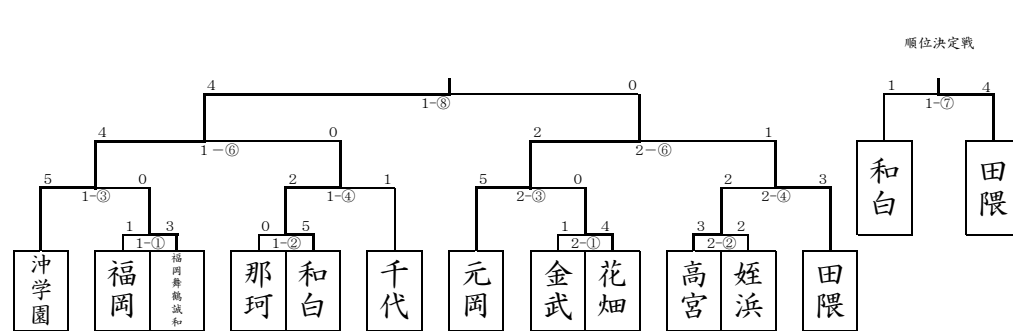 順位決定戦
4 0
1-⑧
1 4
1-⑦
4 0
1－⑥
2 1
2－⑥
5 0
1-③
2 1
1-④
5 0
2-③
2 3
2-④
1 3
1-①
0 5
1-②
1 4
2-①
3 2
2-②
沖学園
福岡
福岡舞鶴誠和
那珂
和白
千代
元岡
金武
花畑
高宮
姪浜
田隈
和白
田隈